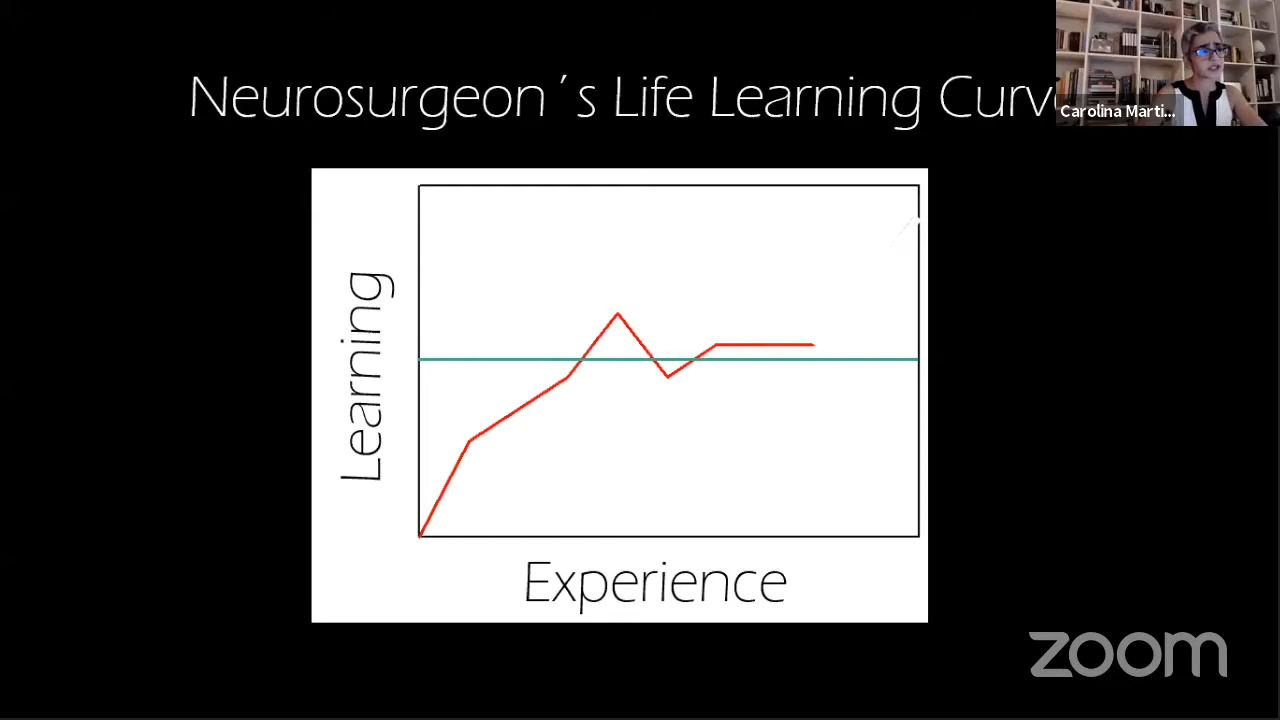 Neurosurgeon´s Life Learning Curv
Carolina Marti...
Learning
Experience
zoom